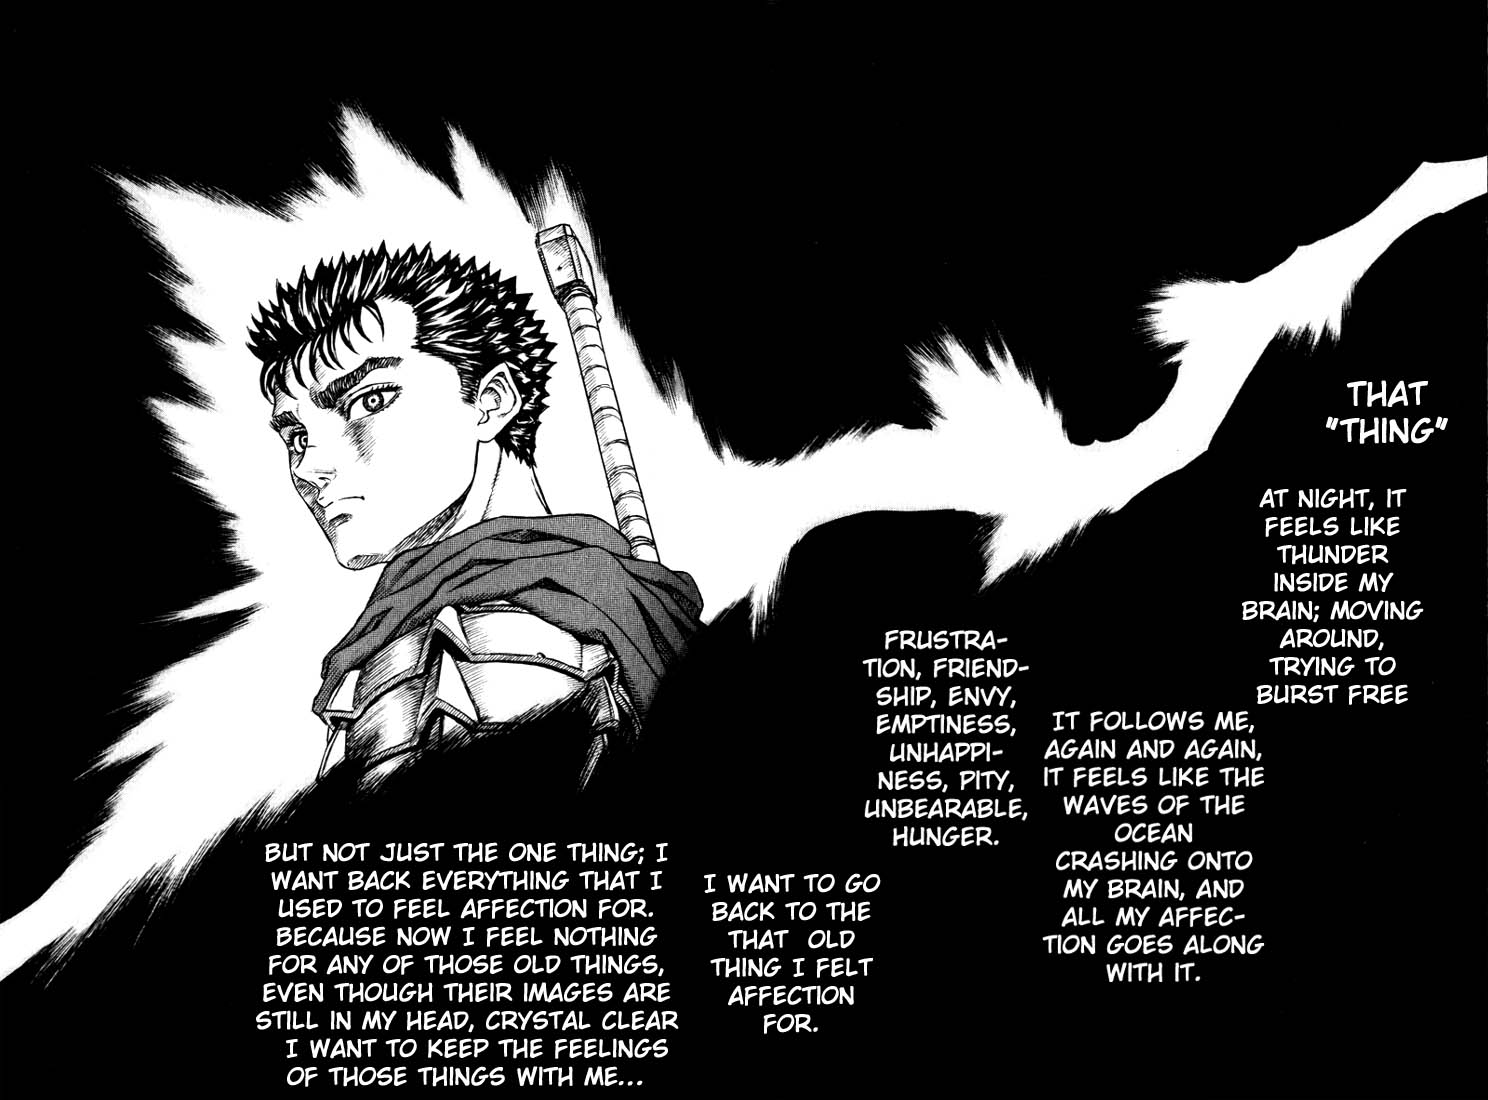 THAT
"THING"
AT NIGHT, IT
FEELS LIKE
THUNDER
INSIDE MY
BRAIN; MOVING
AROUND,
TRYING TO
BURST FREE
IT FOLLOWS ME,
AGAIN AND AGAIN,
IT FEELS LIKE THE
WAVES OF THE
OCEAN
CRASHING ONTO
MY BRAIN, AND
ALL MY AFFEC-
TION GOES ALONG
WITH IT.
FRUSTRA-
TION, FRIEND-
SHIP, ENVY,
EMPTINESS,
UNHAPPI-
NESS, PITY,
UNBEARABLE,
HUNGER.
I WANT TO GO
BACK TO THE
THAT OLD
THING I FELT
AFFECTION
FOR.
BUT NOT JUST THE ONE THING; I
WANT BACK EVERYTHING THAT I
USED TO FEEL AFFECTION FOR.
BECAUSE NOW I FEEL NOTHING
FOR ANY OF THOSE OLD THINGS,
EVEN THOUGH THEIR IMAGES ARE
STILL IN MY HEAD, CRYSTAL CLEAR
I WANT TO KEEP THE FEELINGS
OF THOSE THINGS WITH ME...